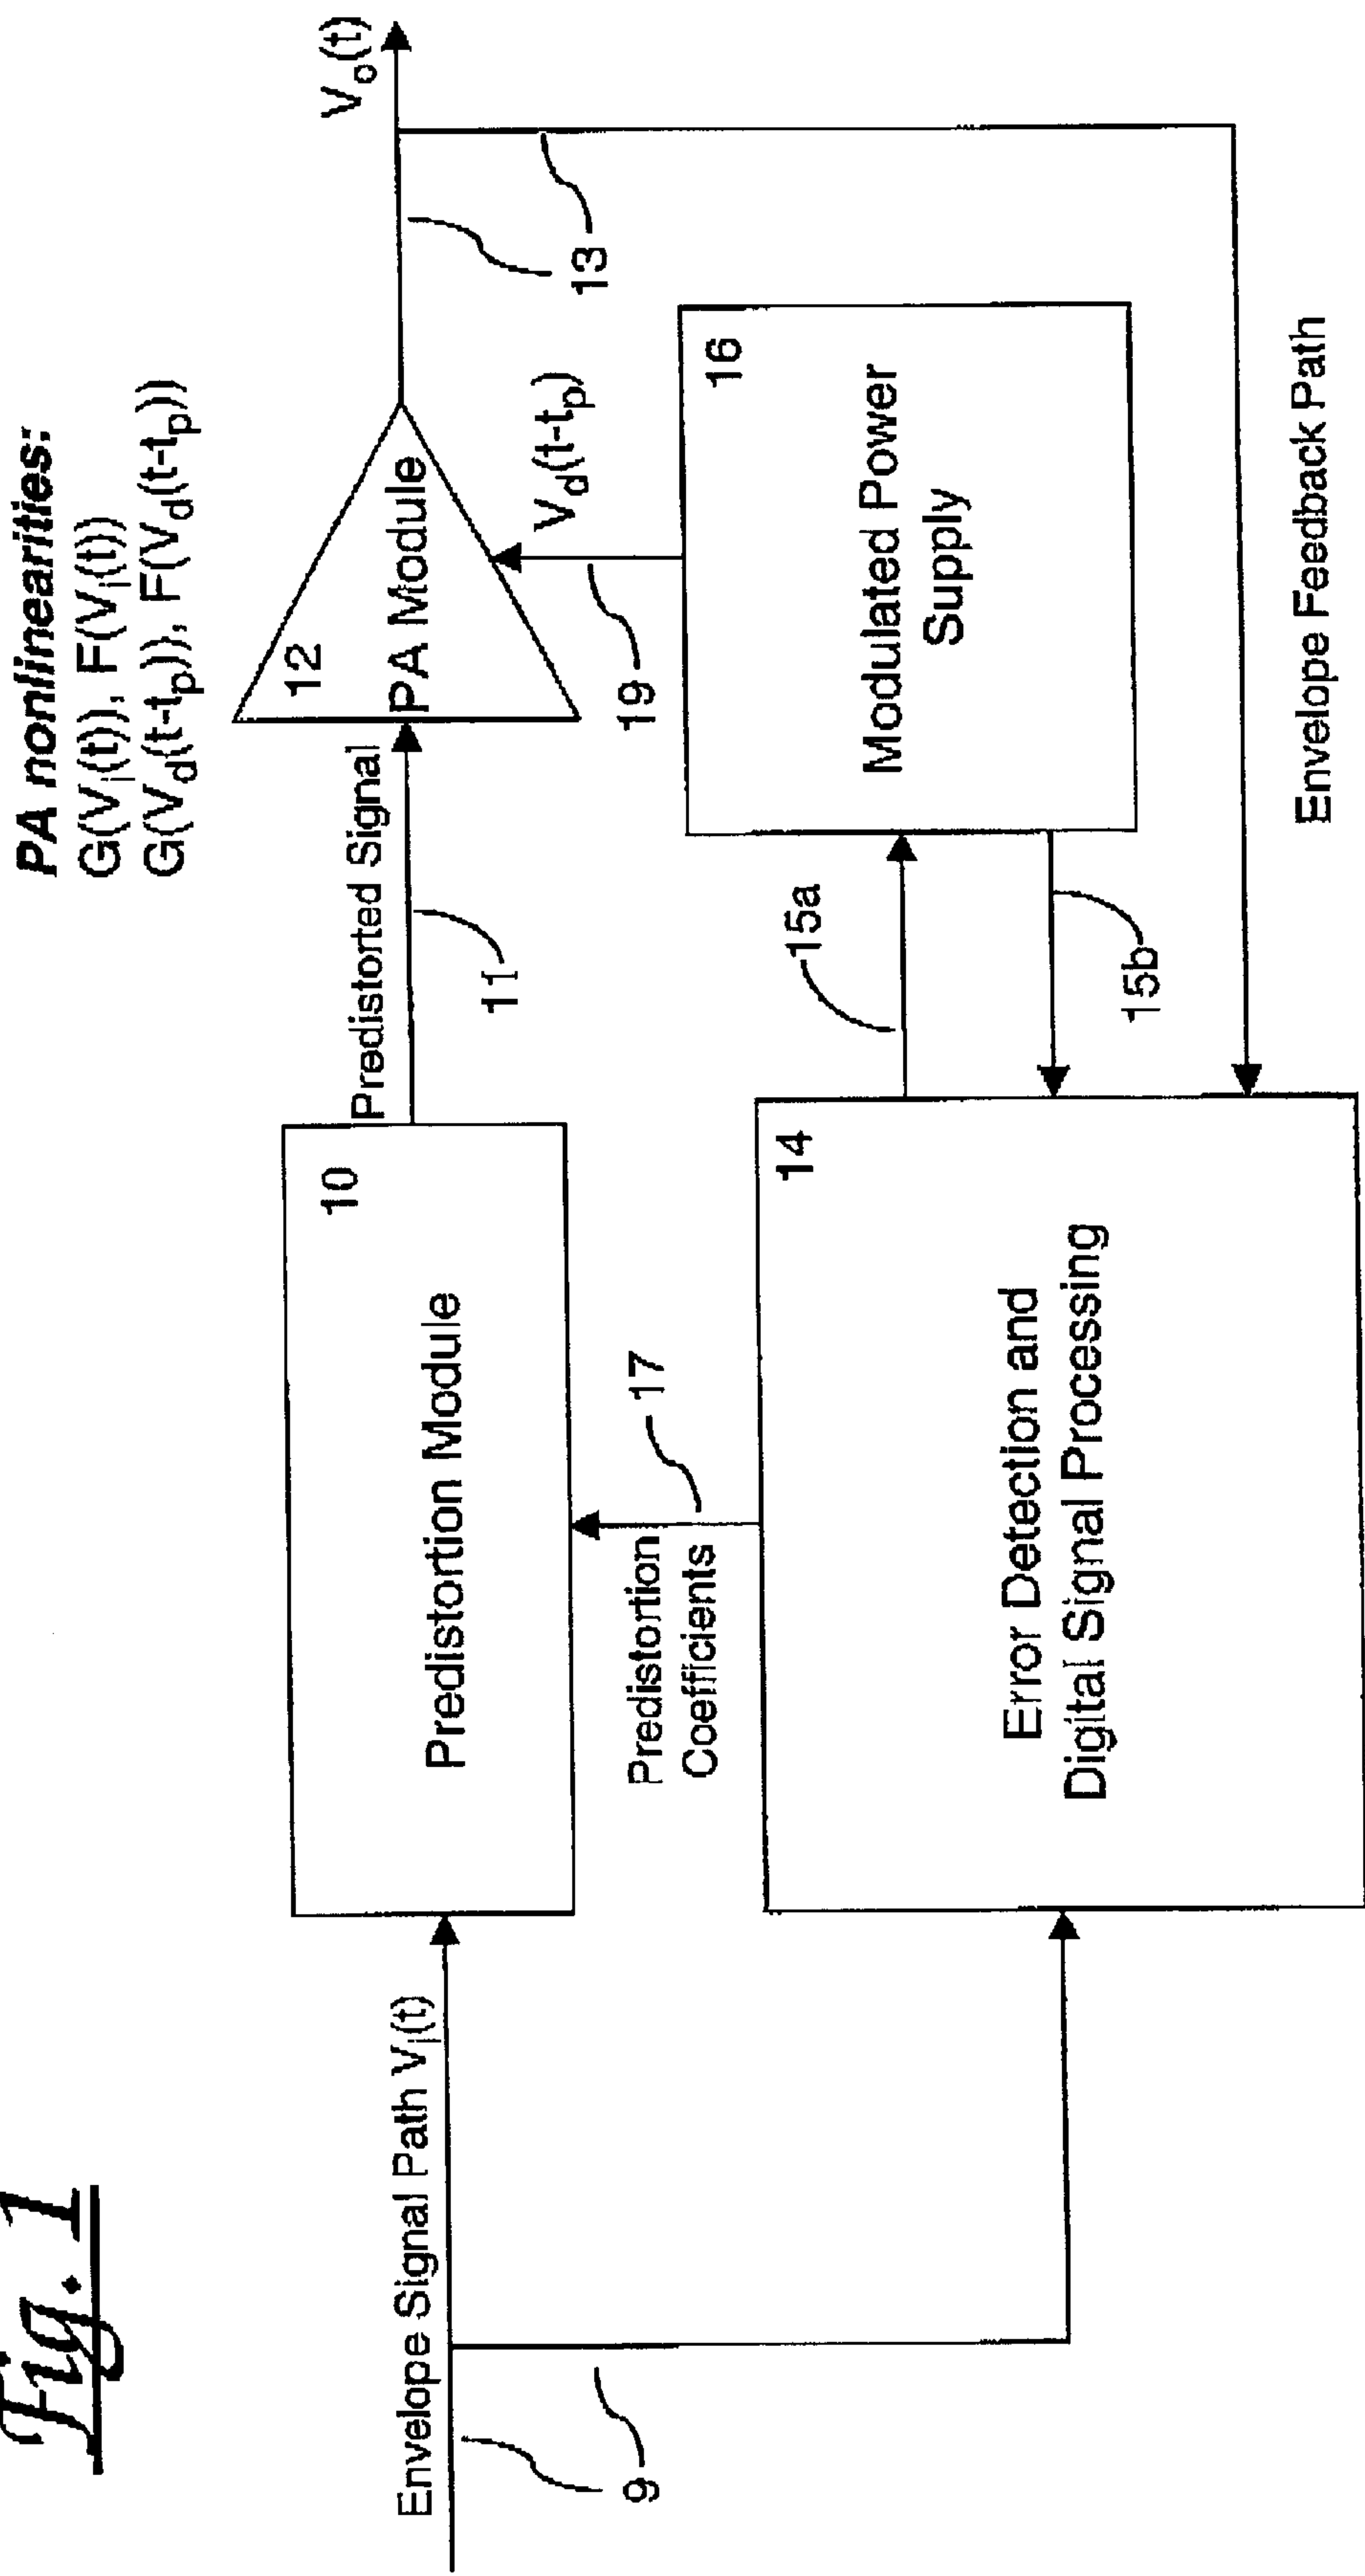 Fig. 1
PA nonlinearities:
G(Vi(t)), F(Vi(t))
G(Vd(t-tp)), F(Vd(t-tp))
Envelope Signal Path Vi(t)
9
Predistortion Module
10
Predistorted Signal
11
12
PA Module
Vo(t)
13
Vd(t-tp)
19
Predistortion
Coefficients
17
Error Detection and
Digital Signal Processing
14
15a
15b
16
Modulated Power
Supply
Envelope Feedback Path